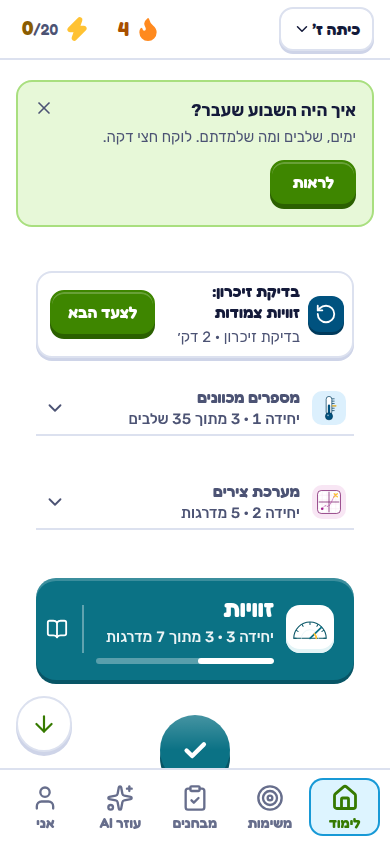 כיתה ז׳
4
0/20
איך היה השבוע שעבר?
ימים, שלבים ומה שלמדתם. לוקח חצי דקה.
לראות
בדיקת זיכרון:
זוויות צמודות
בדיקת זיכרון • 2 דק׳
לצעד הבא
מספרים מכוונים
יחידה 1 • 3 מתוך 35 שלבים
מערכת צירים
יחידה 2 • 5 מדרגות
זוויות
יחידה 3 • 3 מתוך 7 מדרגות
לימוד
משימות
מבחנים
עוזר AI
אני